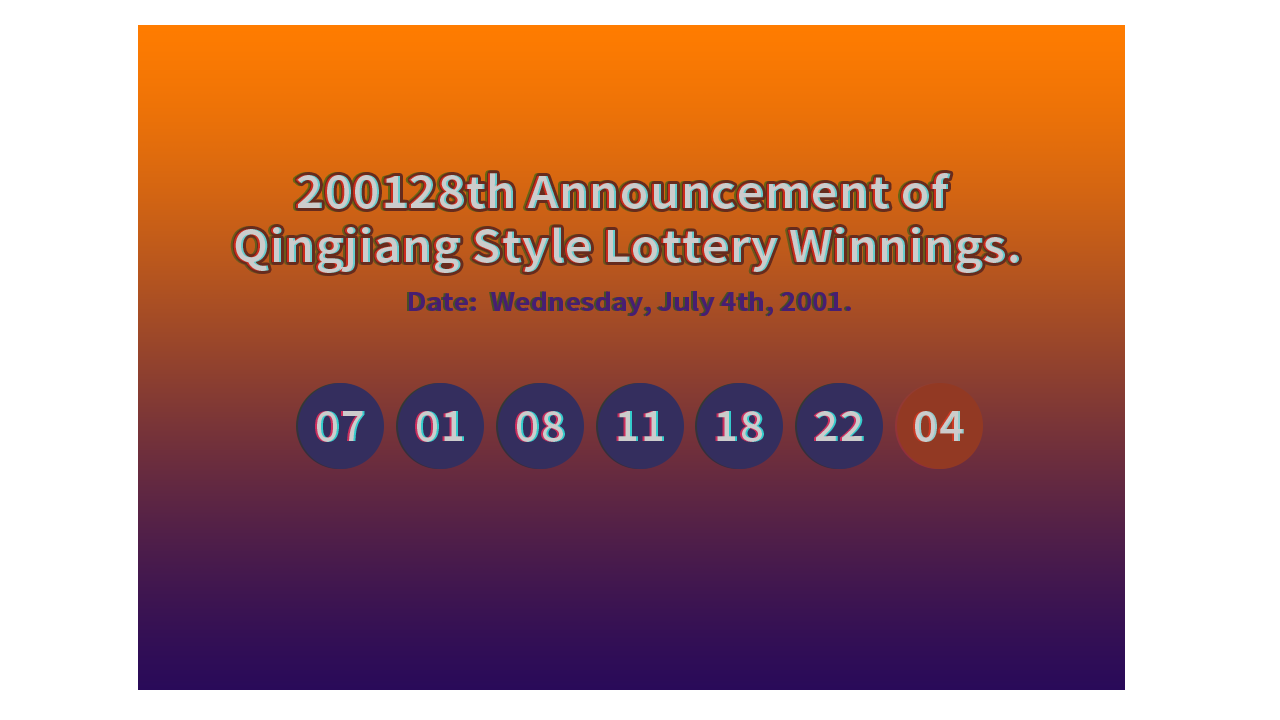 200128th Announcement of
Qingjiang Style Lottery Winnings.
Date:  Wednesday, July 4th, 2001.
07 01 08 11 18 22 04